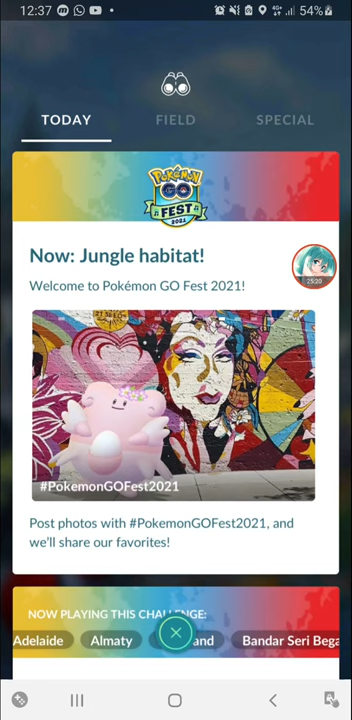 12:37
4G+
54%
TODAY
FIELD
SPECIAL
Pokémon
GO
FEST
2021
Now: Jungle habitat!
25:20
Welcome to Pokémon GO Fest 2021!
#PokemonGOFest2021
Post photos with #PokemonGOFest2021, and
we'll share our favorites!
NOW PLAYING THIS CHALLENGE:
Adelaide
Almaty
and
Bandar Seri Bega